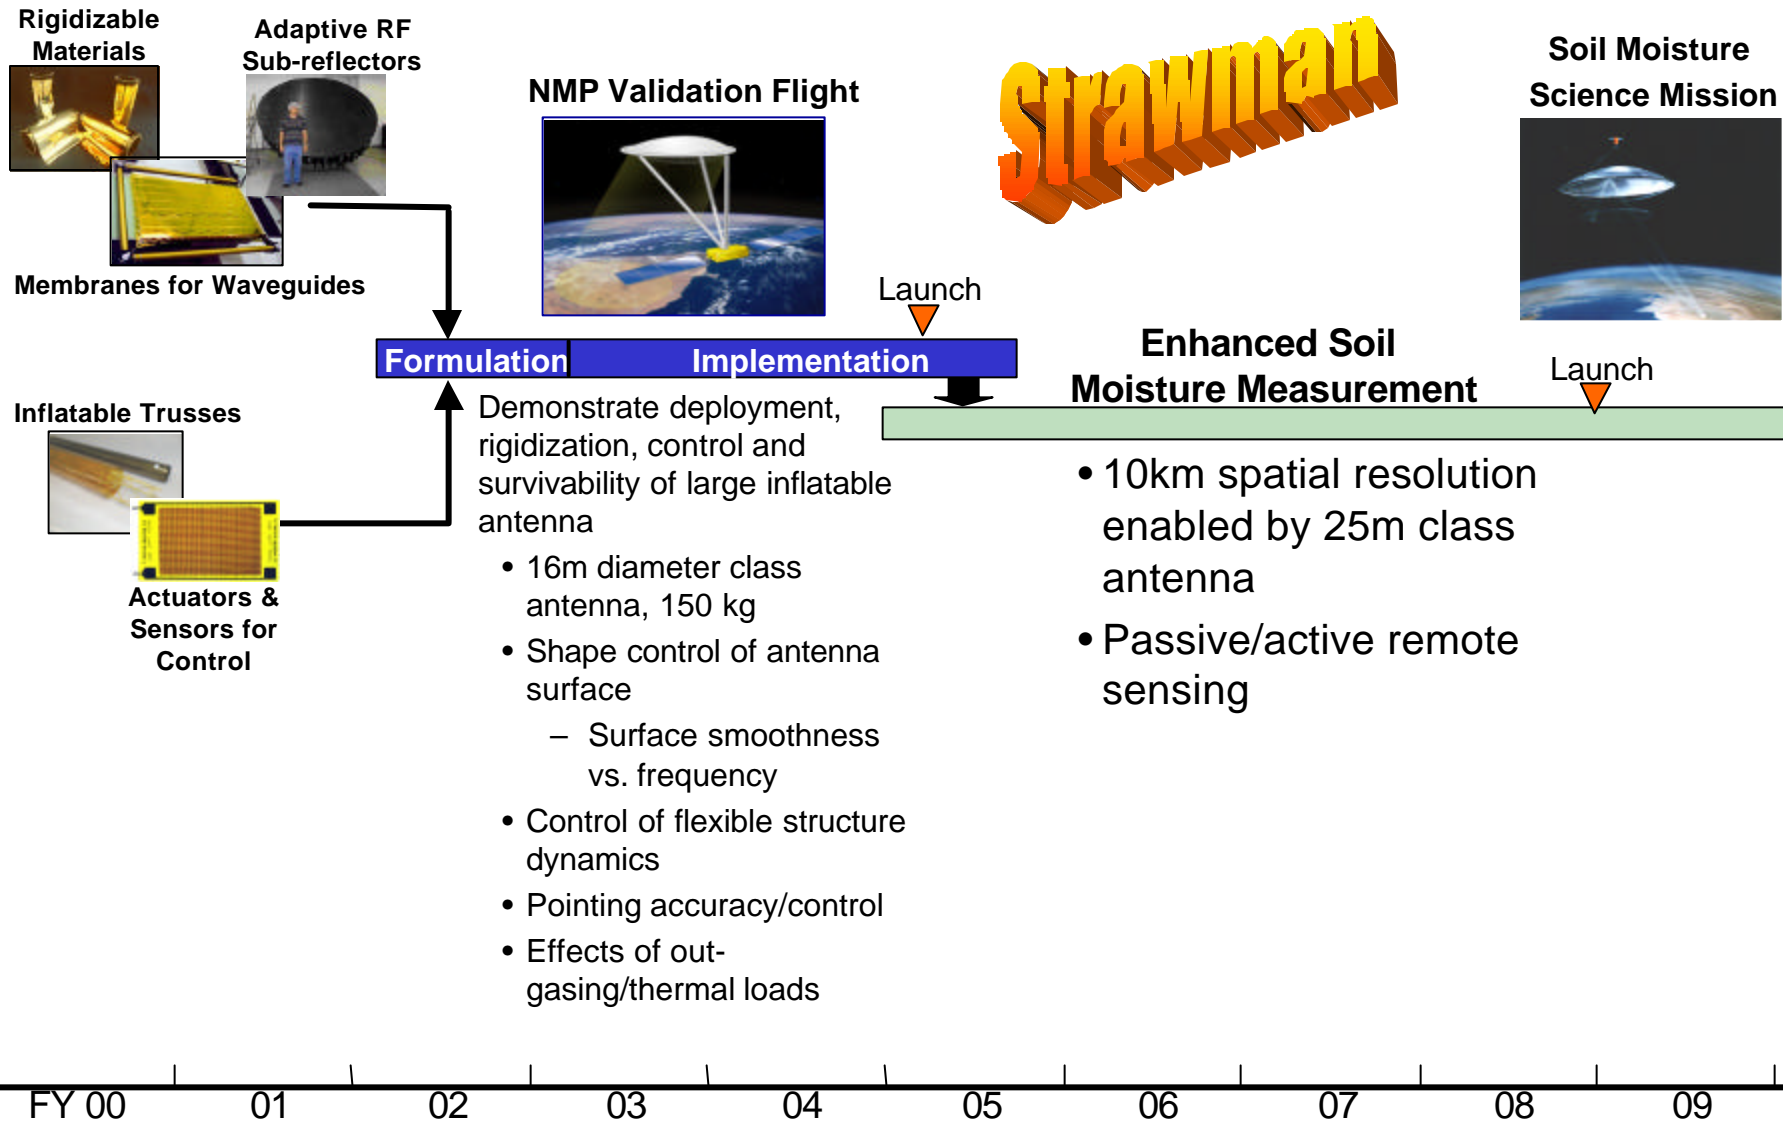 Rigidizable
Materials
Adaptive RF
Sub-reflectors
NMP Validation Flight
Strawman
Soil Moisture
Science Mission
Membranes for Waveguides
Launch
Formulation
Implementation
Enhanced Soil
Moisture Measurement
Launch
Inflatable Trusses
Actuators &
Sensors for
Control
Demonstrate deployment,
rigidization, control and
survivability of large inflatable
antenna
• 16m diameter class
antenna, 150 kg
• Shape control of antenna
surface
– Surface smoothness
vs. frequency
• Control of flexible structure
dynamics
• Pointing accuracy/control
• Effects of out-
gasing/thermal loads
• 10km spatial resolution
enabled by 25m class
antenna
• Passive/active remote
sensing
FY 00 01 02 03 04 05 06 07 08 09